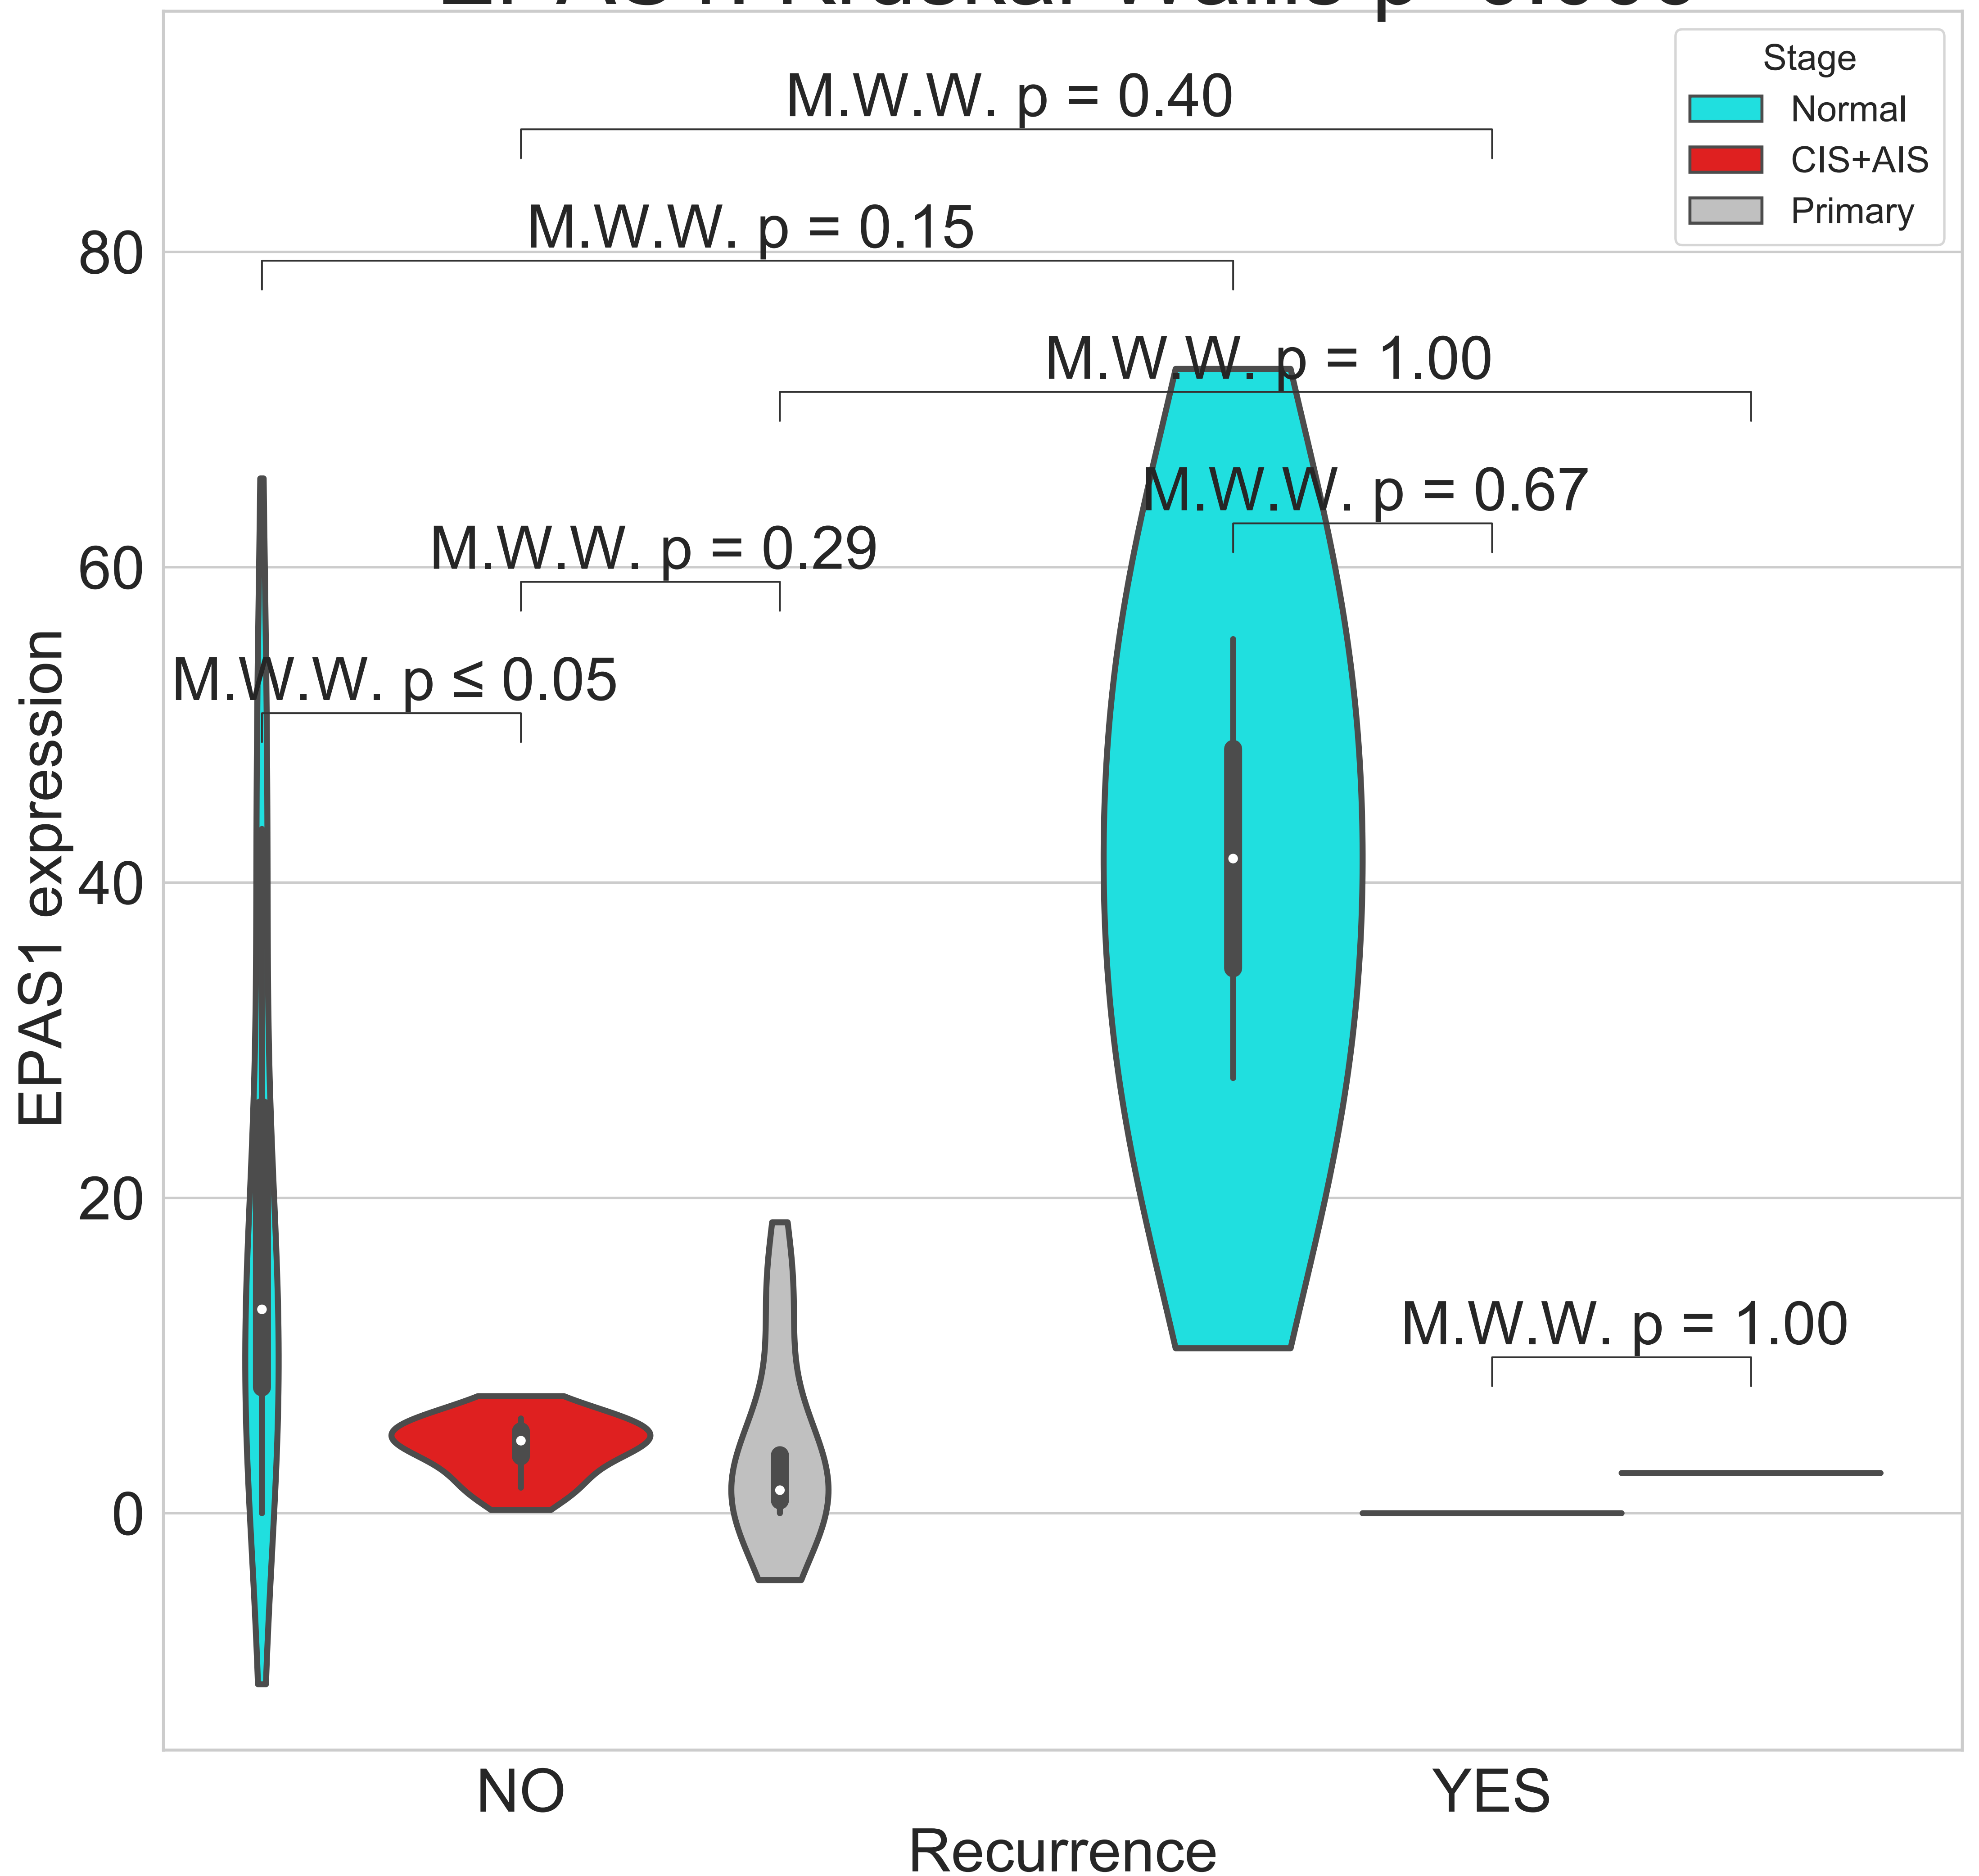 Stage
Normal
CIS+AIS
Primary
M.W.W. p = 0.40
M.W.W. p = 0.15
M.W.W. p = 1.00
M.W.W. p = 0.67
M.W.W. p = 0.29
M.W.W. p ≤ 0.05
M.W.W. p = 1.00
80
60
40
20
0
EPAS1 expression
NO
YES
Recurrence